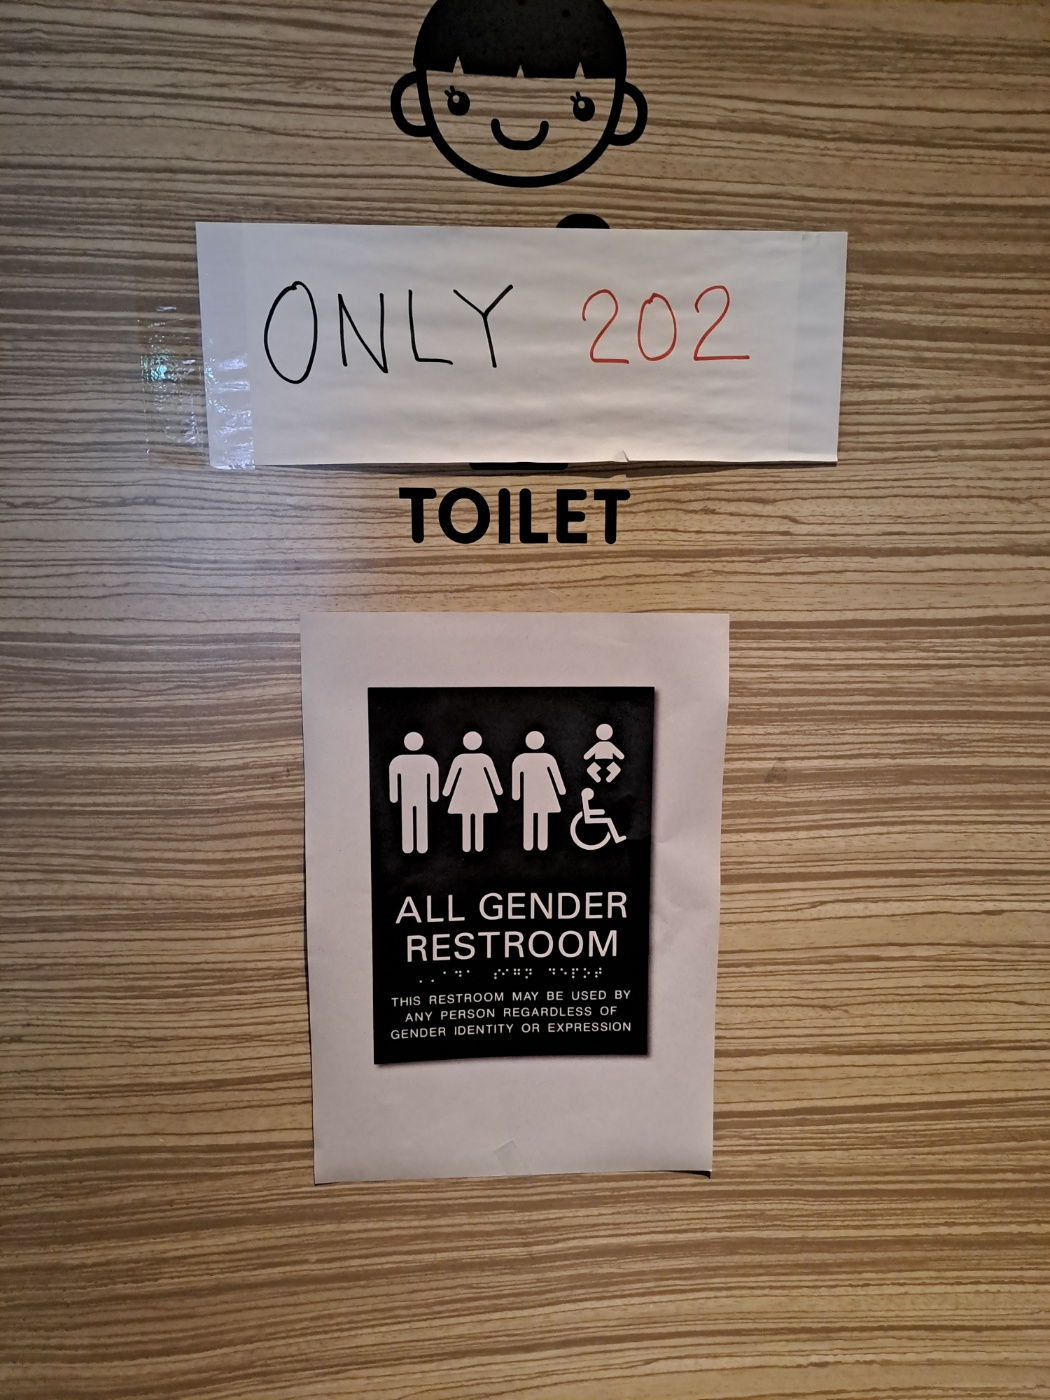 ONLY 202
TOILET
ALL GENDER
RESTROOM
THIS RESTROOM MAY BE USED BY
ANY PERSON REGARDLESS OF
GENDER IDENTITY OR EXPRESSION